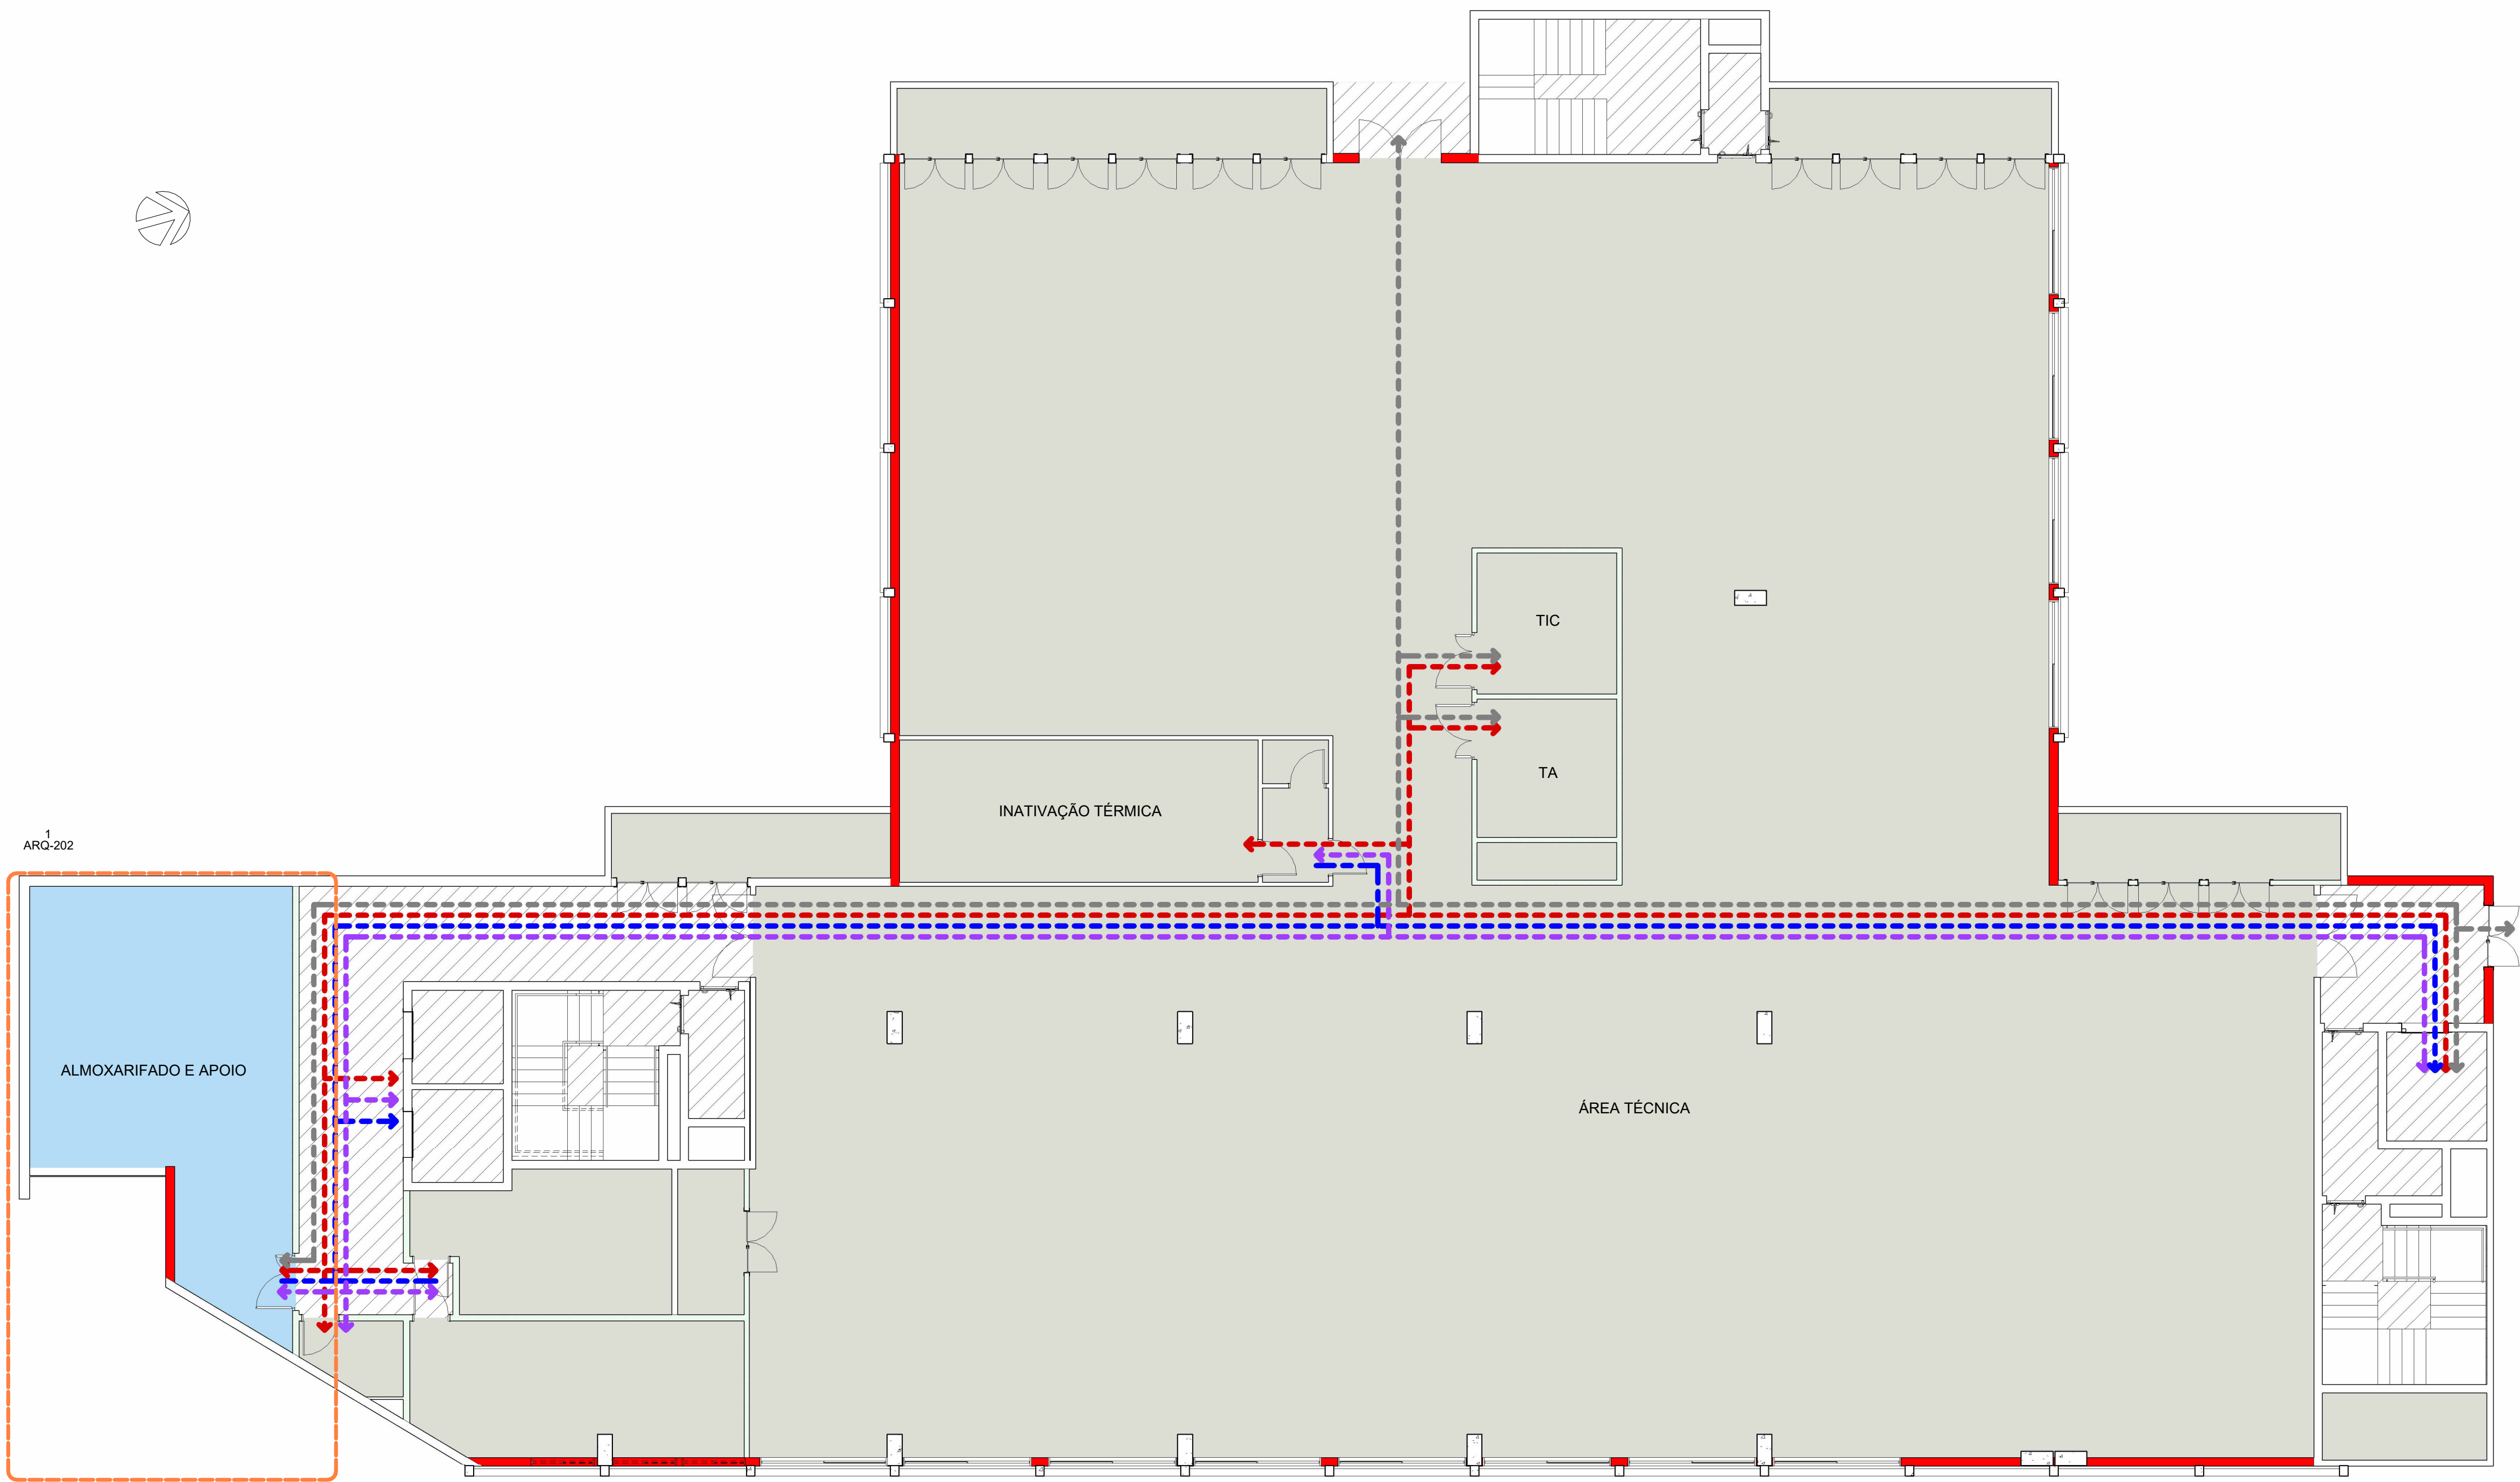 TIC
TA
INATIVAÇÃO TÉRMICA
1
ARQ-202
ALMOXARIFADO E APOIO
ÁREA TÉCNICA